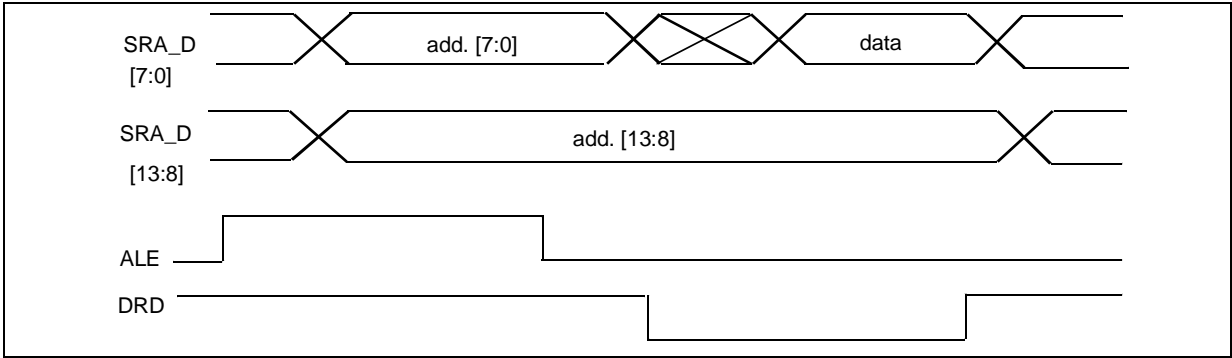 SRA_D add. [7:0] data
[7:0]
SRA_D add. [13:8]
[13:8]
ALE
DRD